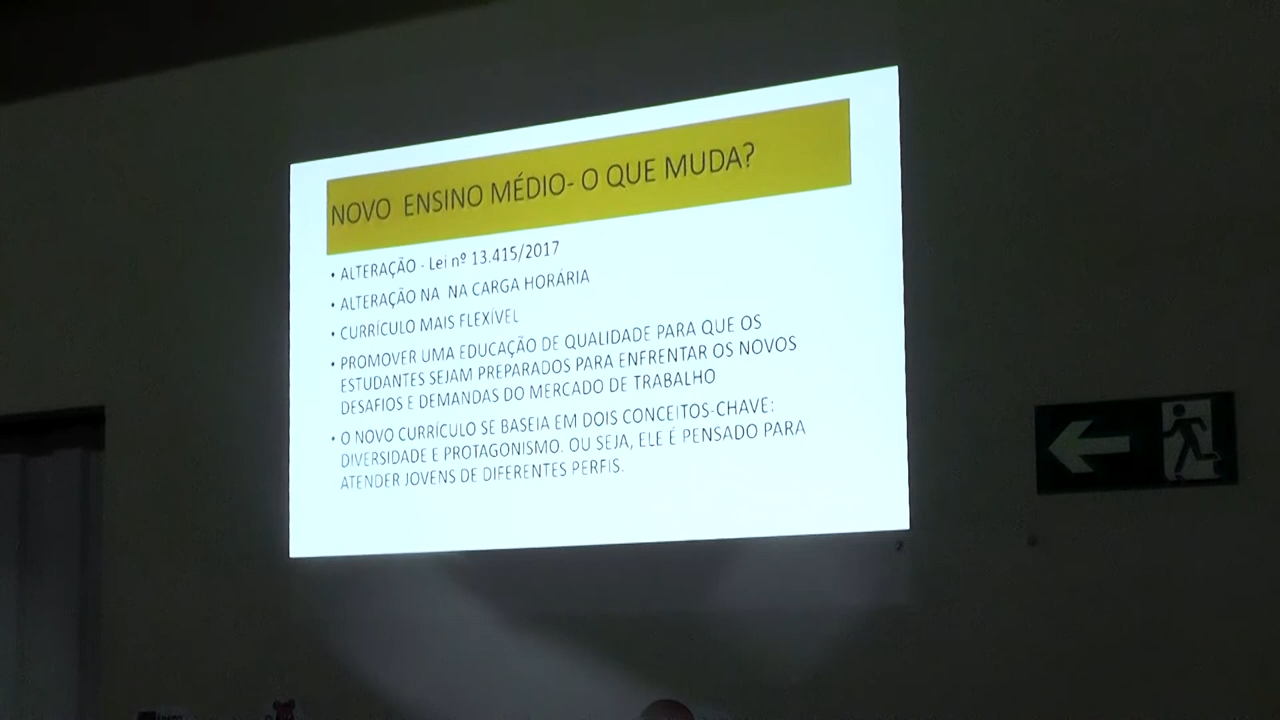 NOVO ENSINO MÉDIO- O QUE MUDA?
• ALTERAÇÃO - Lei nº 13.415/2017
• ALTERAÇÃO NA NA CARGA HORÁRIA
• CURRÍCULO MAIS FLEXÍVEL
• PROMOVER UMA EDUCAÇÃO DE QUALIDADE PARA QUE OS
ESTUDANTES SEJAM PREPARADOS PARA ENFRENTAR OS NOVOS
DESAFIOS E DEMANDAS DO MERCADO DE TRABALHO
• O NOVO CURRÍCULO SE BASEIA EM DOIS CONCEITOS-CHAVE:
DIVERSIDADE E PROTAGONISMO. OU SEJA, ELE É PENSADO PARA
ATENDER JOVENS DE DIFERENTES PERFIS.